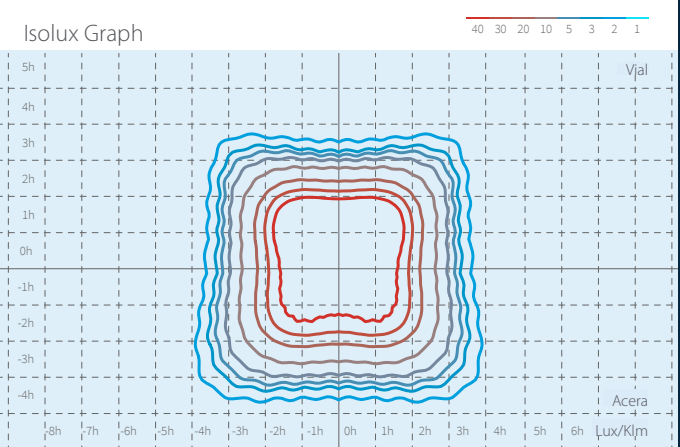 Isolux Graph
40 30 20 10 5 3 2 1
5h
Vjal
4h
3h
2h
1h
0h
-1h
-2h
-3h
-4h
Acera
-8h -7h -6h -5h -4h -3h -2h -1h 0h 1h 2h 3h 4h 5h 6h Lux/Klm